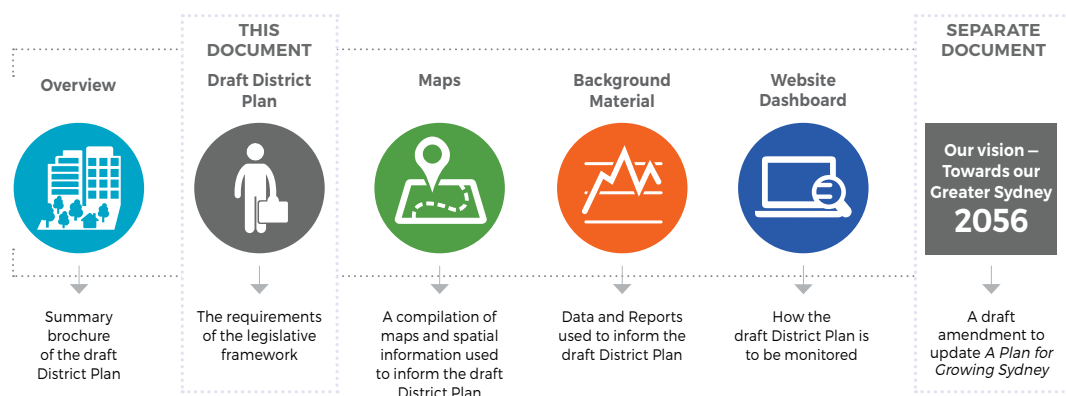 THIS
DOCUMENT
SEPARATE
DOCUMENT
Overview
Draft District
Plan
Maps
Background
Material
Website
Dashboard
Our vision –
Towards our
Greater Sydney
2056
Summary
brochure
of the draft
District Plan
The requirements
of the legislative
framework
A compilation of
maps and spatial
information used
to inform the draft
District Plan
Data and Reports
used to inform the
draft District Plan
How the
draft District Plan is
to be monitored
A draft
amendment to
update A Plan for
Growing Sydney